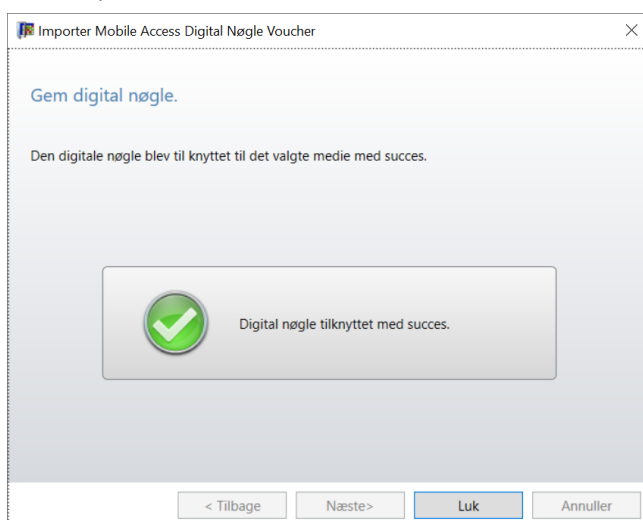 Importer Mobile Access Digital Nøgle Voucher
Gem digital nøgle.
Den digitale nøgle blev til knyttet til det valgte medie med succes.
Digital nøgle tilknyttet med succes.
< Tilbage
Næste>
Luk
Annuller